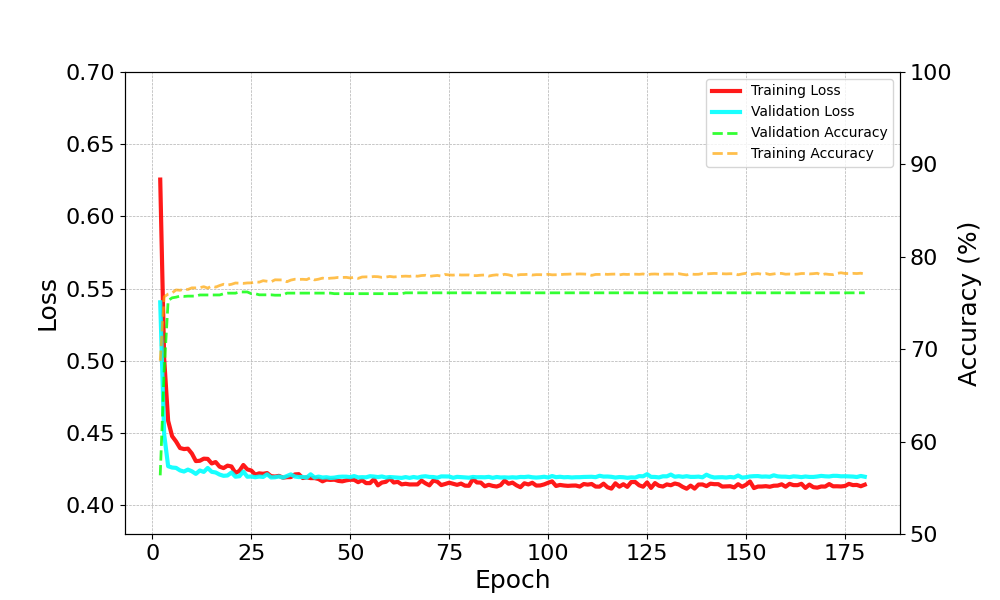 0.70
0.65
0.60
0.55
0.50
0.45
0.40
Loss
100
90
80
70
60
50
Accuracy (%)
Training Loss
Validation Loss
Validation Accuracy
Training Accuracy
0 25 50 75 100 125 150 175
Epoch